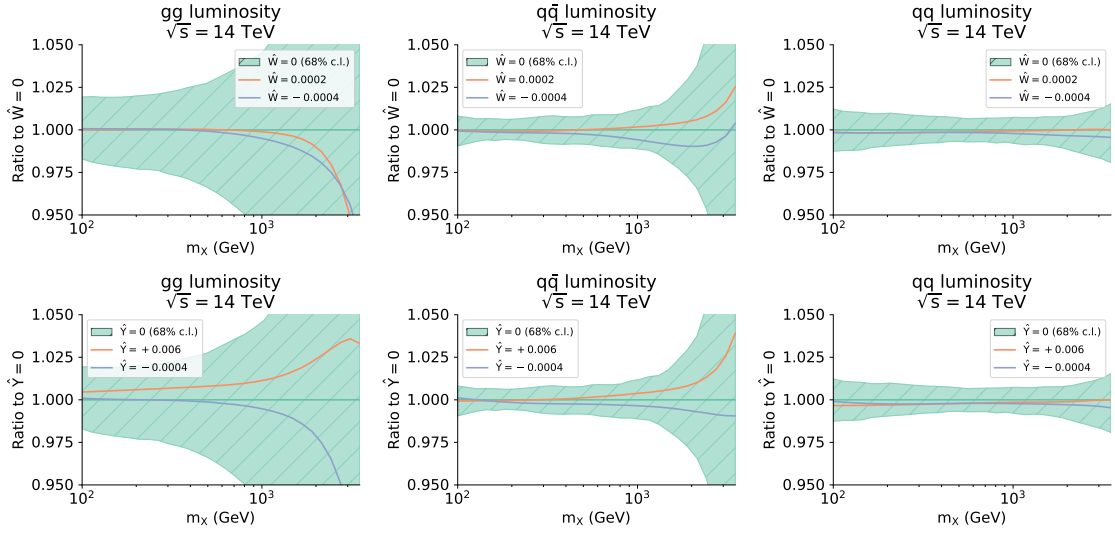 gg luminosity
√s = 14 TeV
1.050
1.025
1.000
0.975
0.950
Ratio to Ŵ = 0
Ŵ = 0 (68% c.l.)
Ŵ = 0.0002
Ŵ = −0.0004
10²
10³
m_X (GeV)
qq̄ luminosity
√s = 14 TeV
1.050
1.025
1.000
0.975
0.950
Ratio to Ŵ = 0
Ŵ = 0 (68% c.l.)
Ŵ = 0.0002
Ŵ = −0.0004
10²
10³
m_X (GeV)
qq luminosity
√s = 14 TeV
1.050
1.025
1.000
0.975
0.950
Ratio to Ŵ = 0
Ŵ = 0 (68% c.l.)
Ŵ = 0.0002
Ŵ = −0.0004
10²
10³
m_X (GeV)
gg luminosity
√s = 14 TeV
1.050
1.025
1.000
0.975
0.950
Ratio to Ŷ = 0
Ŷ = 0 (68% c.l.)
Ŷ = +0.006
Ŷ = −0.0004
10²
10³
m_X (GeV)
qq̄ luminosity
√s = 14 TeV
1.050
1.025
1.000
0.975
0.950
Ratio to Ŷ = 0
Ŷ = 0 (68% c.l.)
Ŷ = +0.006
Ŷ = −0.0004
10²
10³
m_X (GeV)
qq luminosity
√s = 14 TeV
1.050
1.025
1.000
0.975
0.950
Ratio to Ŷ = 0
Ŷ = 0 (68% c.l.)
Ŷ = +0.006
Ŷ = −0.0004
10²
10³
m_X (GeV)